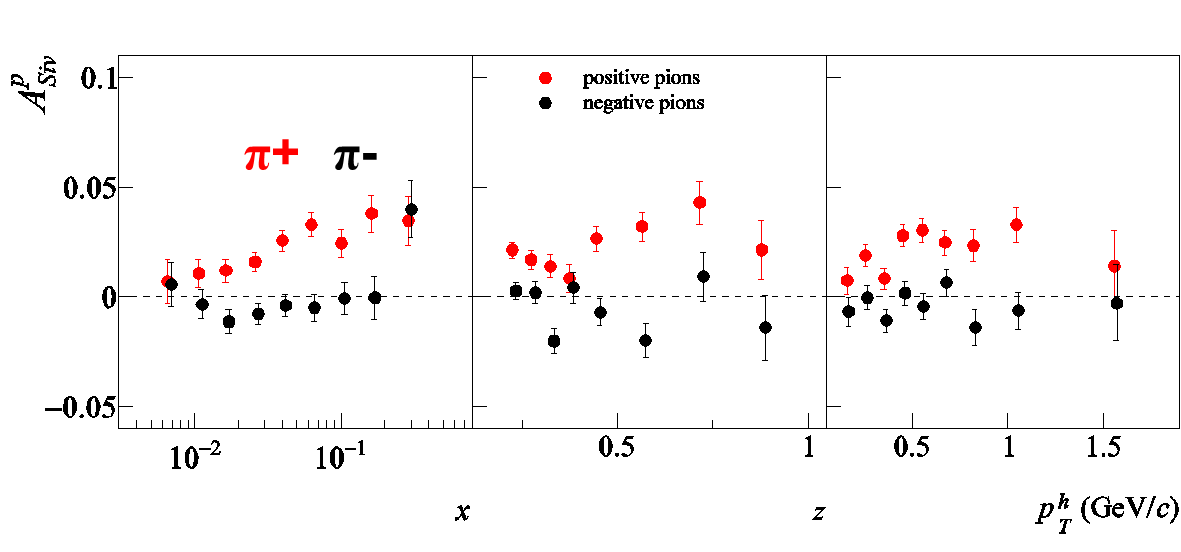 A^p_Siv
0.1
0.05
0
−0.05
positive pions
negative pions
π+ π-
10⁻² 10⁻¹
0.5 1
0.5 1 1.5
x
z
p^h_T (GeV/c)